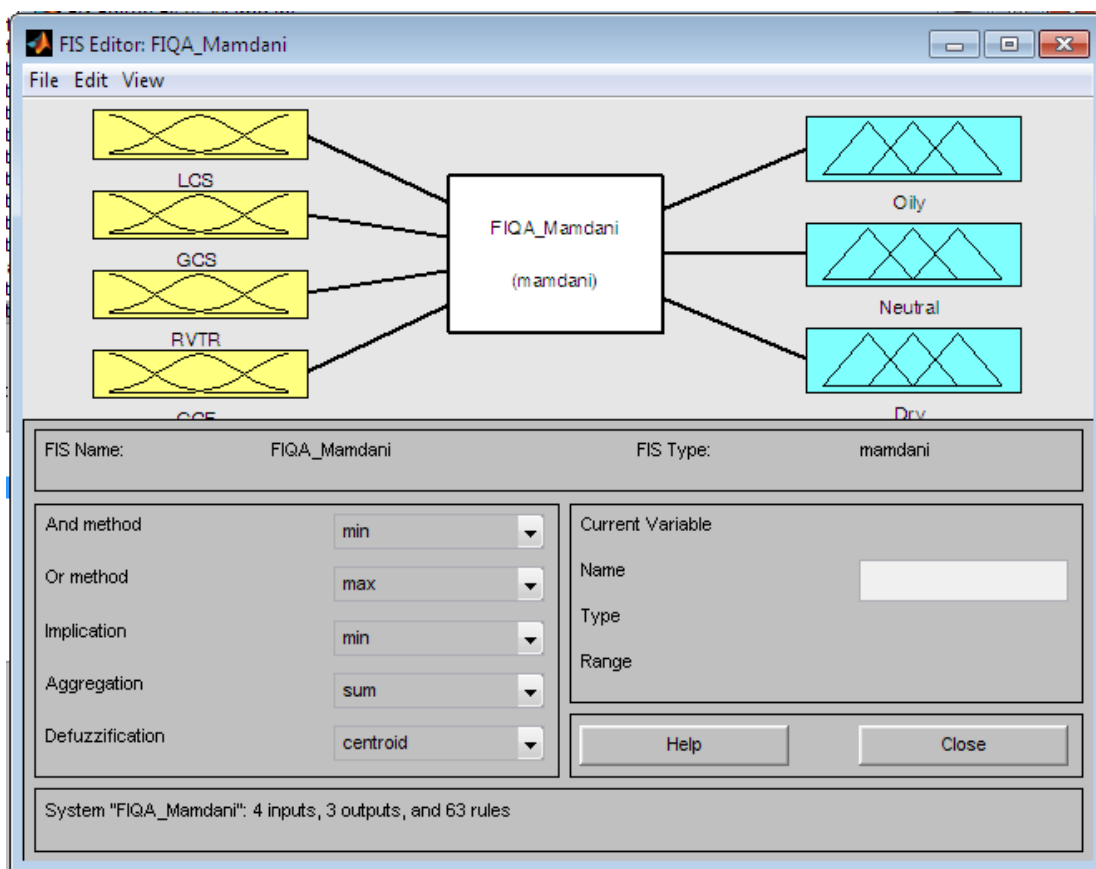 FIS Editor: FIQA_Mamdani
File Edit View
LCS
GCS
RVTR
FIQA_Mamdani
(mamdani)
Oily
Neutral
Dry
FIS Name: FIQA_Mamdani FIS Type: mamdani
And method min
Or method max
Implication min
Aggregation sum
Defuzzification centroid
Current Variable
Name
Type
Range
Help Close
System "FIQA_Mamdani": 4 inputs, 3 outputs, and 63 rules